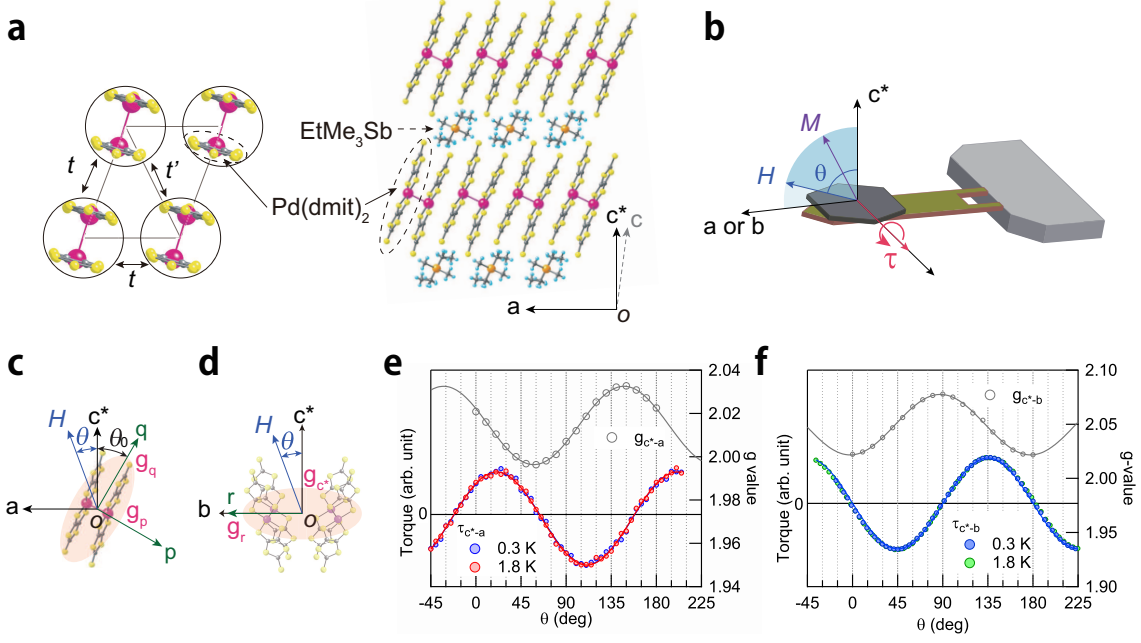 a
t
t'
t
EtMe3Sb
Pd(dmit)2
c*
c
a
o
b
c*
M
H
θ
a or b
τ
c
c*
H
θ
θ0
q
gq
a
o
gp
p
d
c*
H
θ
gc*
r
b
o
gr
e
Torque (arb. unit)
0
gc*-a
τc*-a
0.3 K
1.8 K
2.04
2.02
2.00
1.98
1.96
1.94
g value
-45 0 45 90 135 180 225
θ (deg)
f
Torque (arb. unit)
0
gc*-b
τc*-b
0.3 K
1.8 K
2.10
2.05
2.00
1.95
1.90
g-value
-45 0 45 90 135 180 225
θ (deg)